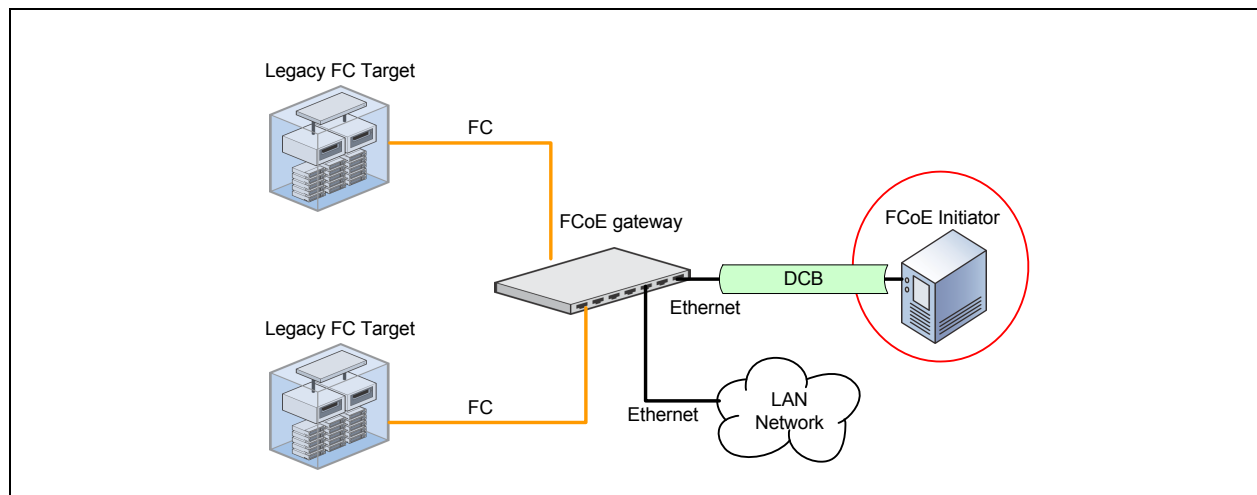 Legacy FC Target
FC
FCoE gateway
FCoE Initiator
DCB
Ethernet
Legacy FC Target
FC
Ethernet
LAN
Network